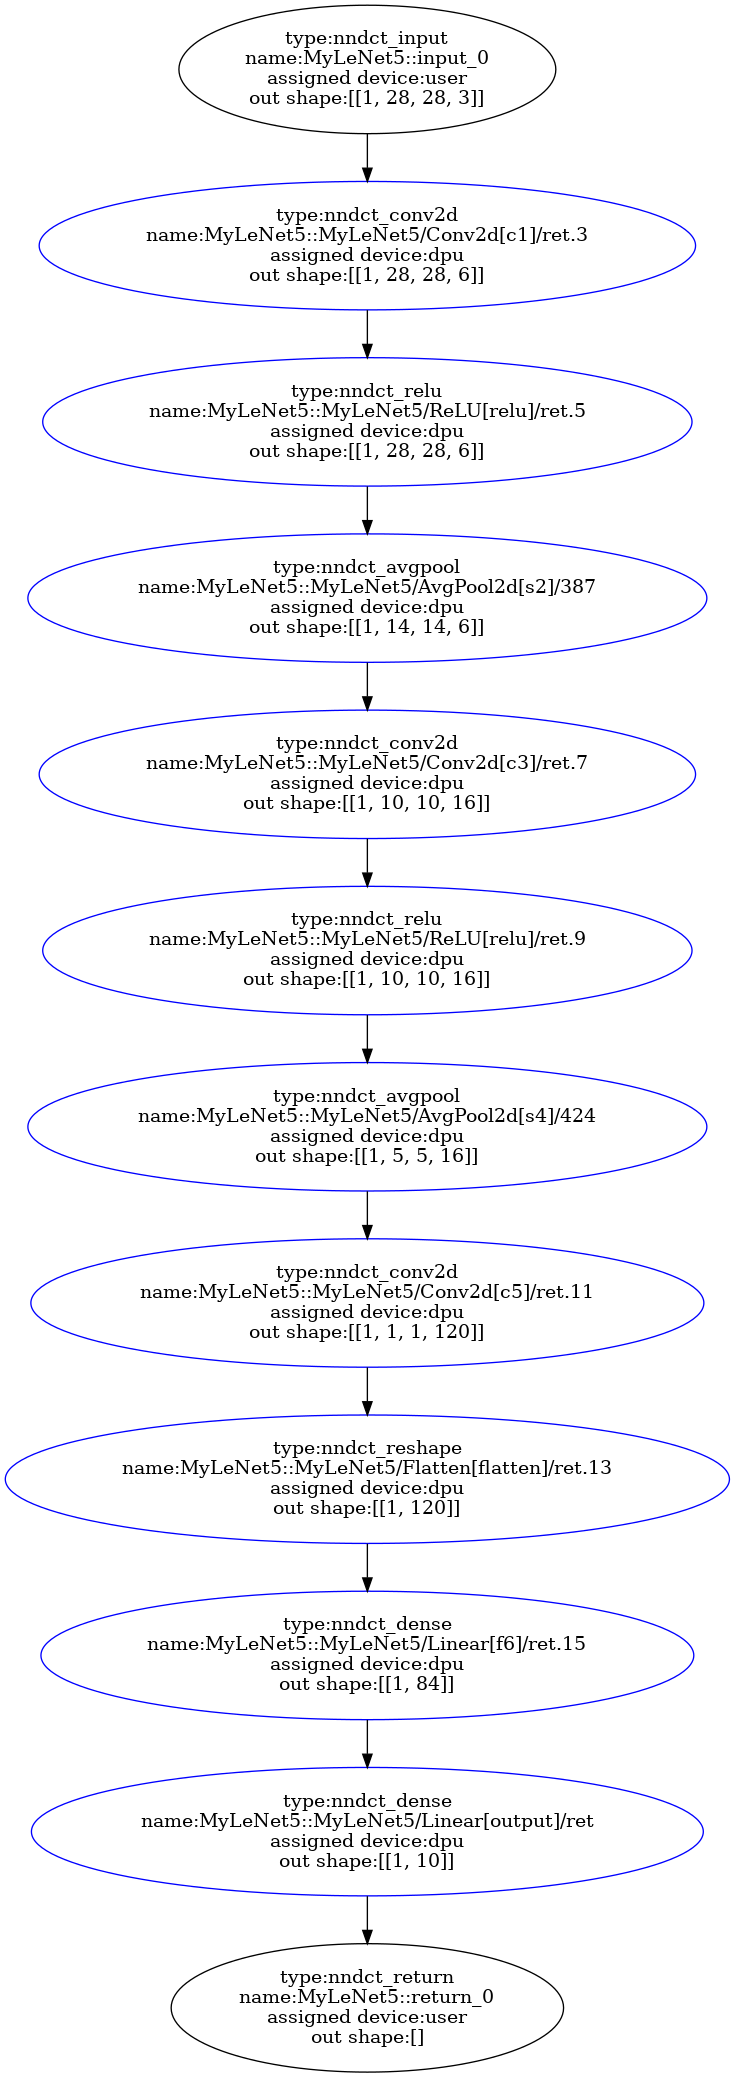 type:nndct_input
name:MyLeNet5::input_0
assigned device:user
out shape:[[1, 28, 28, 3]]
type:nndct_conv2d
name:MyLeNet5::MyLeNet5/Conv2d[c1]/ret.3
assigned device:dpu
out shape:[[1, 28, 28, 6]]
type:nndct_relu
name:MyLeNet5::MyLeNet5/ReLU[relu]/ret.5
assigned device:dpu
out shape:[[1, 28, 28, 6]]
type:nndct_avgpool
name:MyLeNet5::MyLeNet5/AvgPool2d[s2]/387
assigned device:dpu
out shape:[[1, 14, 14, 6]]
type:nndct_conv2d
name:MyLeNet5::MyLeNet5/Conv2d[c3]/ret.7
assigned device:dpu
out shape:[[1, 10, 10, 16]]
type:nndct_relu
name:MyLeNet5::MyLeNet5/ReLU[relu]/ret.9
assigned device:dpu
out shape:[[1, 10, 10, 16]]
type:nndct_avgpool
name:MyLeNet5::MyLeNet5/AvgPool2d[s4]/424
assigned device:dpu
out shape:[[1, 5, 5, 16]]
type:nndct_conv2d
name:MyLeNet5::MyLeNet5/Conv2d[c5]/ret.11
assigned device:dpu
out shape:[[1, 1, 1, 120]]
type:nndct_reshape
name:MyLeNet5::MyLeNet5/Flatten[flatten]/ret.13
assigned device:dpu
out shape:[[1, 120]]
type:nndct_dense
name:MyLeNet5::MyLeNet5/Linear[f6]/ret.15
assigned device:dpu
out shape:[[1, 84]]
type:nndct_dense
name:MyLeNet5::MyLeNet5/Linear[output]/ret
assigned device:dpu
out shape:[[1, 10]]
type:nndct_return
name:MyLeNet5::return_0
assigned device:user
out shape:[]